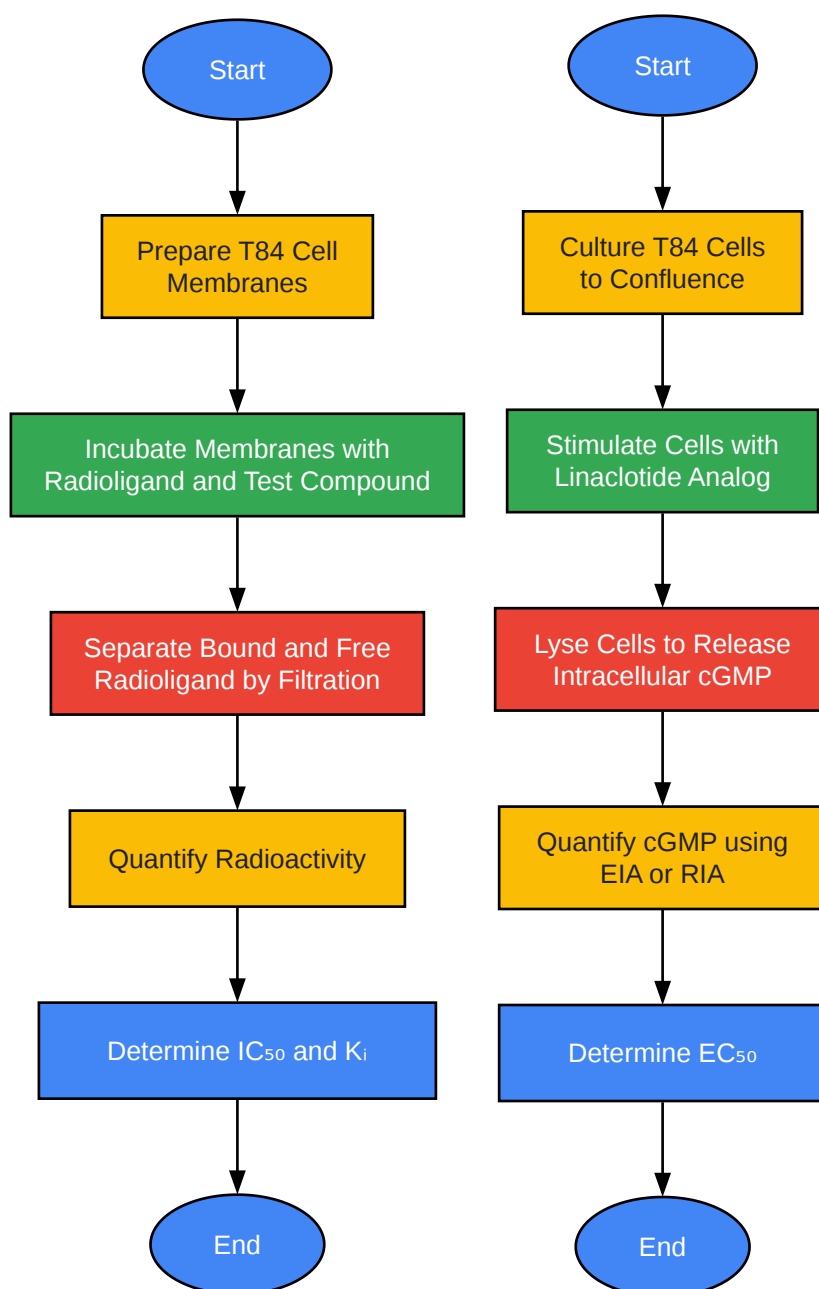 Start
Prepare T84 Cell
Membranes
Incubate Membranes with
Radioligand and Test Compound
Separate Bound and Free
Radioligand by Filtration
Quantify Radioactivity
Determine IC₅₀ and Kᵢ
End
Start
Culture T84 Cells
to Confluence
Stimulate Cells with
Linaclotide Analog
Lyse Cells to Release
Intracellular cGMP
Quantify cGMP using
EIA or RIA
Determine EC₅₀
End